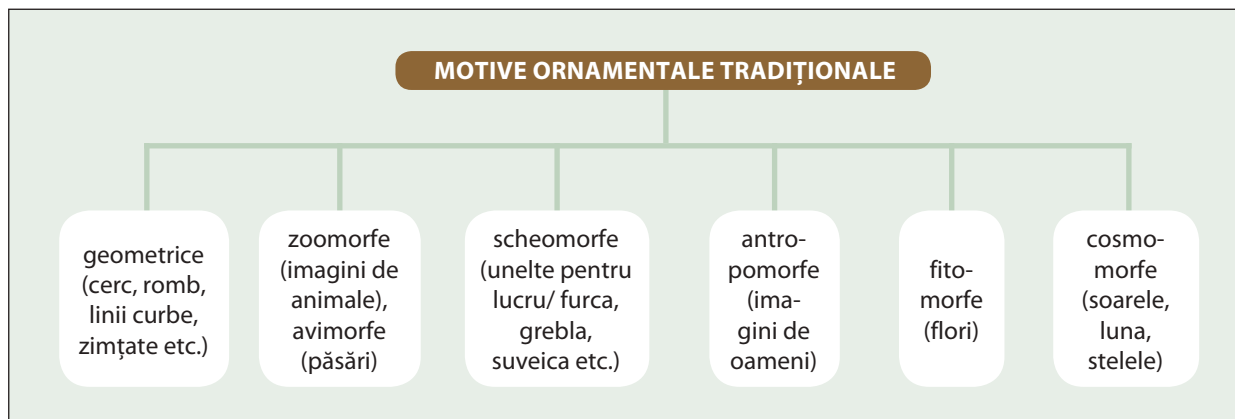 MOTIVE ORNAMENTALE TRADIȚIONALE
geometrice
(cerc, romb,
linii curbe,
zimțate etc.)
zoomorfe
(imagini de
animale),
avimorfe
(păsări)
scheomorfe
(unelte pentru
lucru/ furca,
grebla,
suveica etc.)
antro-
pomorfe
(ima-
gini de
oameni)
fito-
morfe
(flori)
cosmo-
morfe
(soarele,
luna,
stelele)